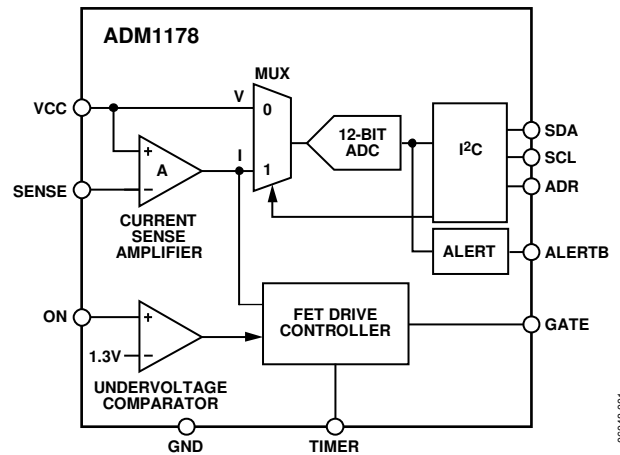 ADM1178
MUX
V
VCC
0
12-BIT
ADC
I²C
SDA
SCL
ADR
+
A
−
I
1
SENSE
CURRENT
SENSE
AMPLIFIER
ALERT
ALERTB
ON
+
1.3V
−
FET DRIVE
CONTROLLER
GATE
UNDERVOLTAGE
COMPARATOR
GND
TIMER